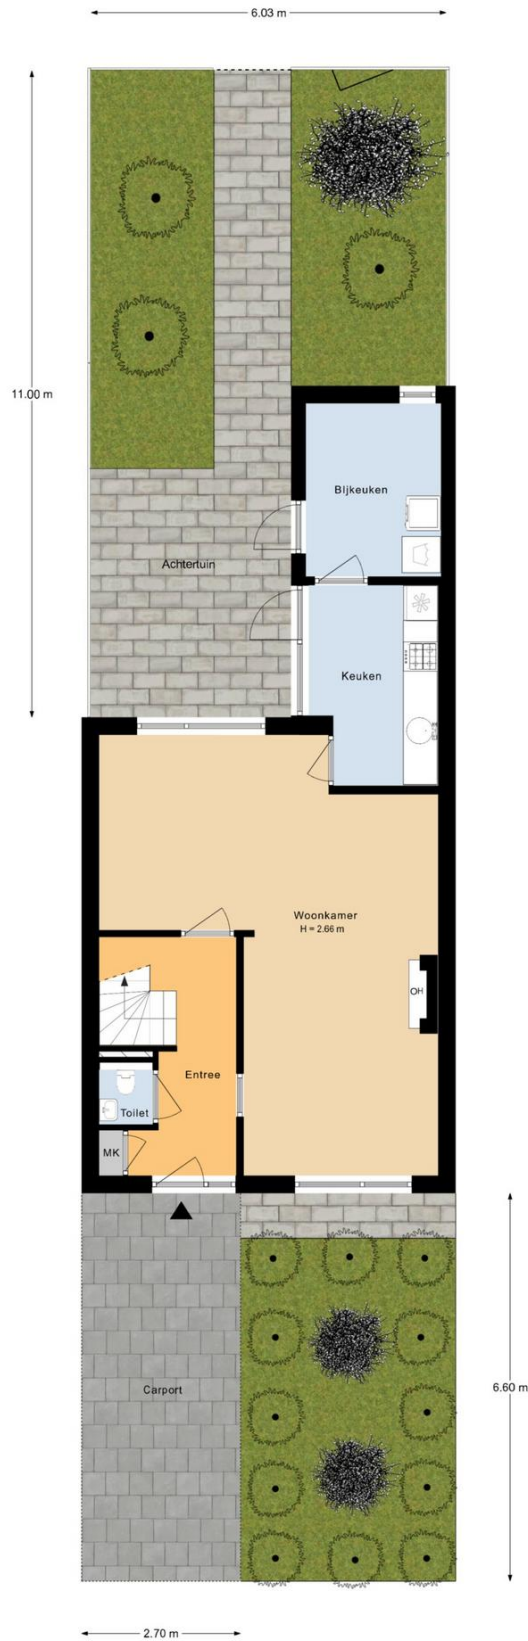 6.03 m
11.00 m
Bijkeuken
Achtertuin
Keuken
Woonkamer
H = 2.66 m
OH
Entree
Toilet
MK
Carport
6.60 m
2.70 m